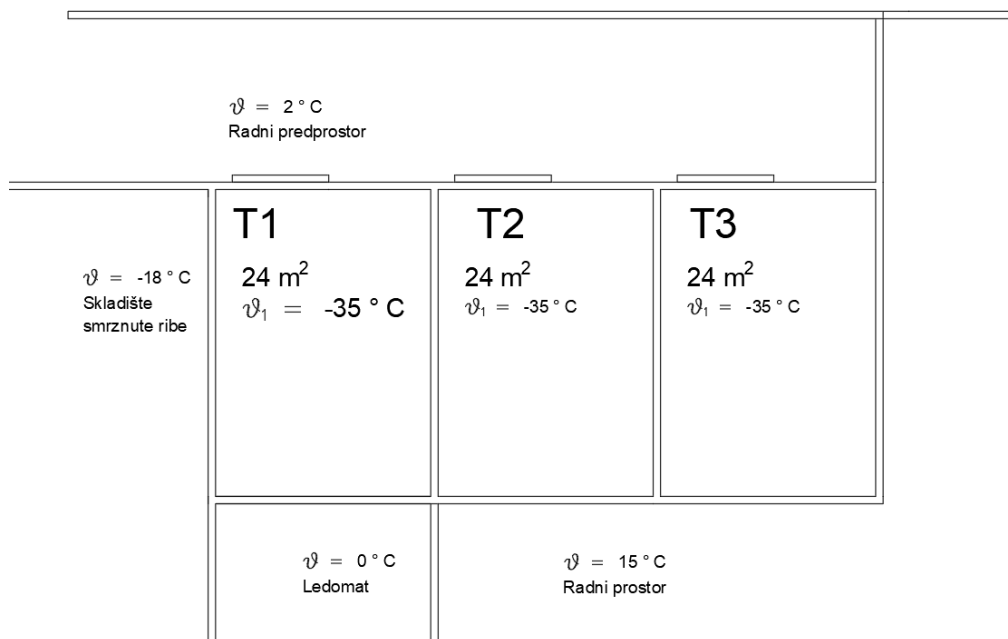 ϑ = 2 ° C
Radni predprostor
T1
24 m²
ϑ₁ = -35 ° C
T2
24 m²
ϑ₁ = -35 ° C
T3
24 m²
ϑ₁ = -35 ° C
ϑ = -18 ° C
Skladište
smrznute ribe
ϑ = 0 ° C
Ledomat
ϑ = 15 ° C
Radni prostor